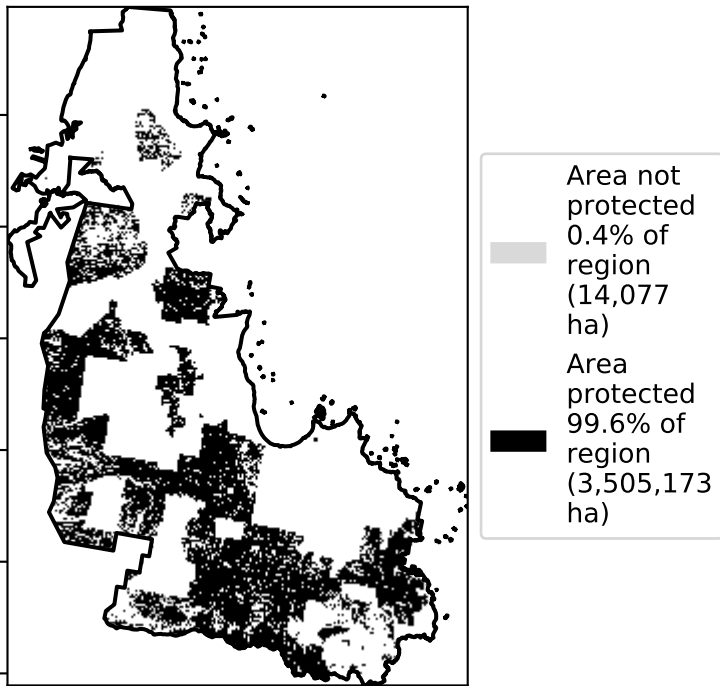 Area not
protected
0.4% of
region
(14,077
ha)
Area
protected
99.6% of
region
(3,505,173
ha)